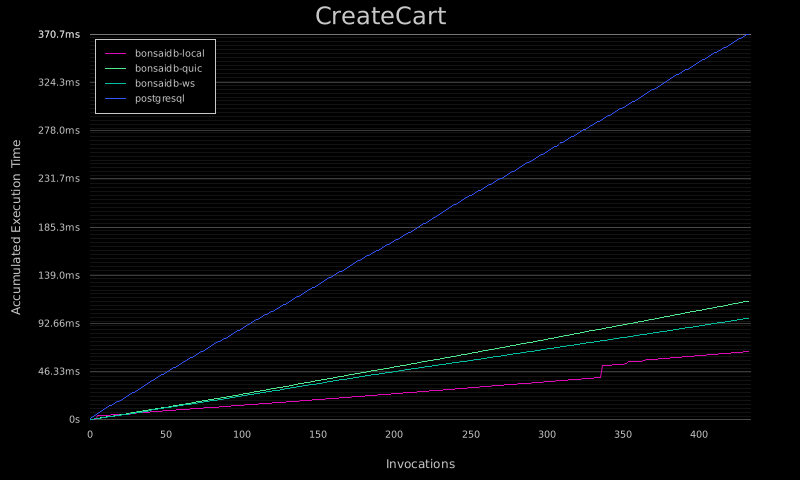 CreateCart
370.7ms
bonsaidb-local
bonsaidb-quic
bonsaidb-ws
postgresql
324.3ms
278.0ms
231.7ms
185.3ms
139.0ms
92.66ms
46.33ms
0s
Accumulated Execution Time
0 50 100 150 200 250 300 350 400
Invocations